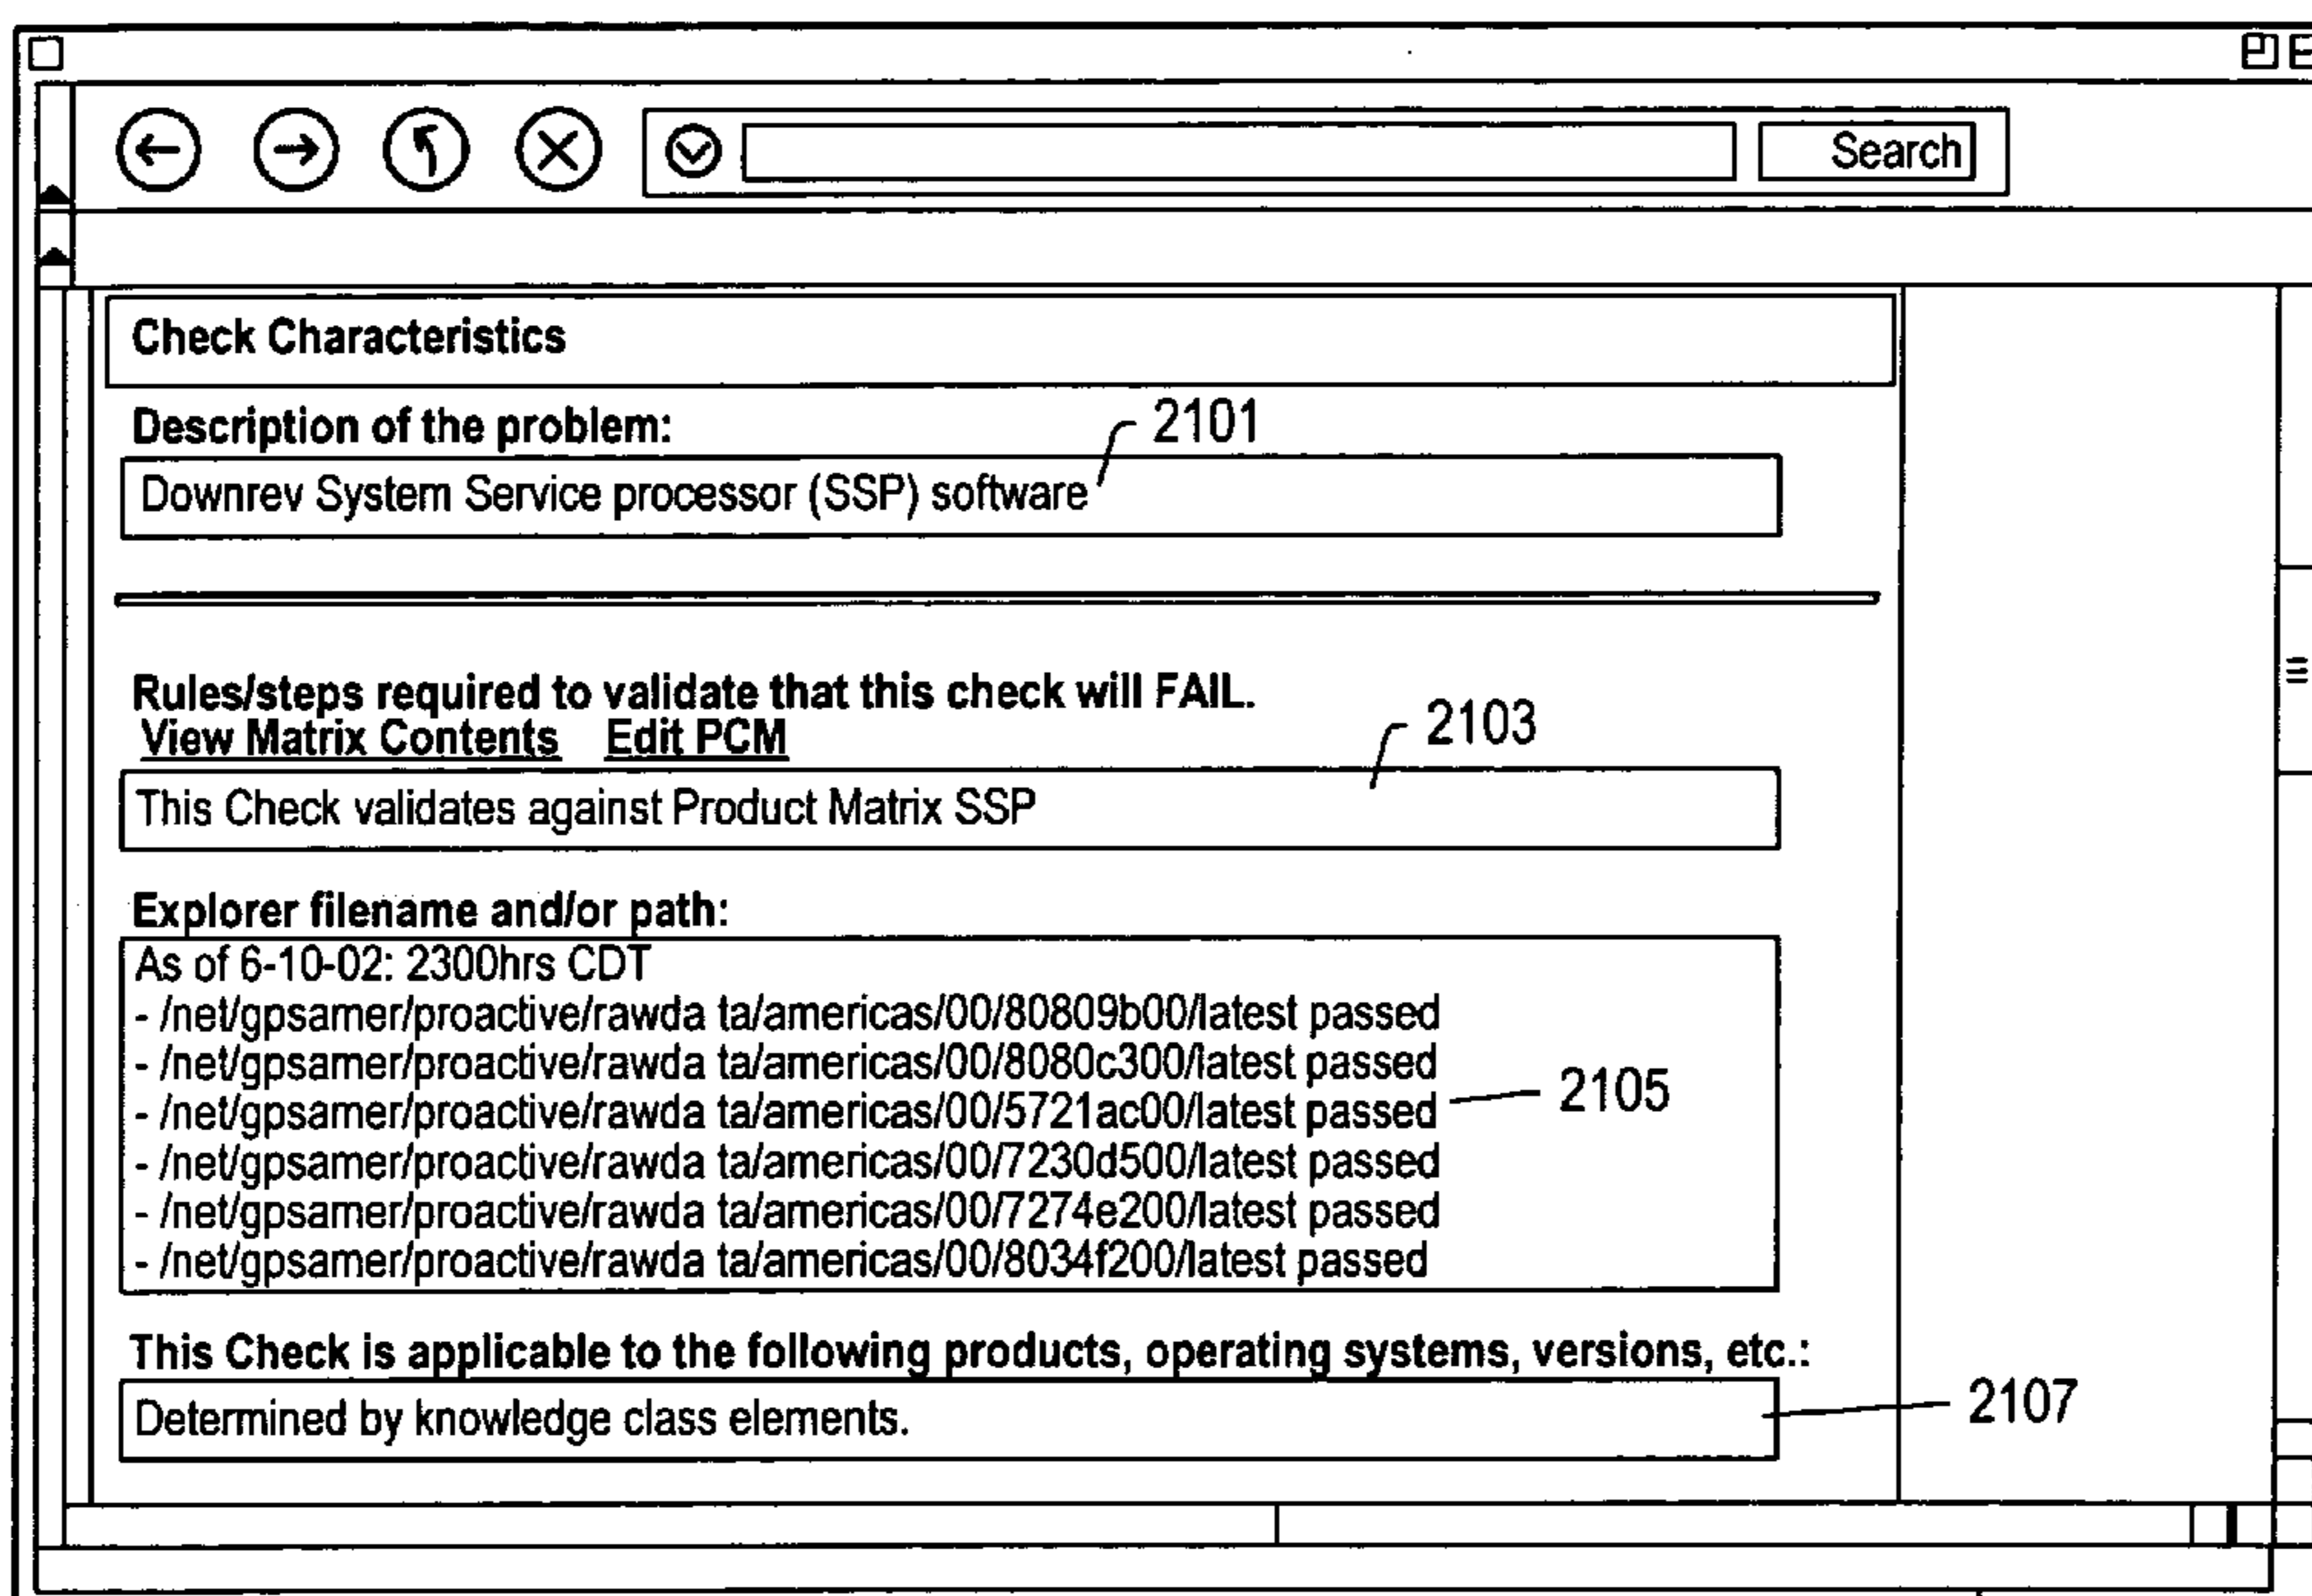 Search
Check Characteristics
Description of the problem:
2101
Downrev System Service processor (SSP) software
Rules/steps required to validate that this check will FAIL.
View Matrix Contents Edit PCM
2103
This Check validates against Product Matrix SSP
Explorer filename and/or path:
As of 6-10-02: 2300hrs CDT
- /net/gpsamer/proactive/rawda ta/americas/00/80809b00/latest passed
- /net/gpsamer/proactive/rawda ta/americas/00/8080c300/latest passed
- /net/gpsamer/proactive/rawda ta/americas/00/5721ac00/latest passed
2105
- /net/gpsamer/proactive/rawda ta/americas/00/7230d500/latest passed
- /net/gpsamer/proactive/rawda ta/americas/00/7274e200/latest passed
- /net/gpsamer/proactive/rawda ta/americas/00/8034f200/latest passed
This Check is applicable to the following products, operating systems, versions, etc.:
Determined by knowledge class elements.
2107